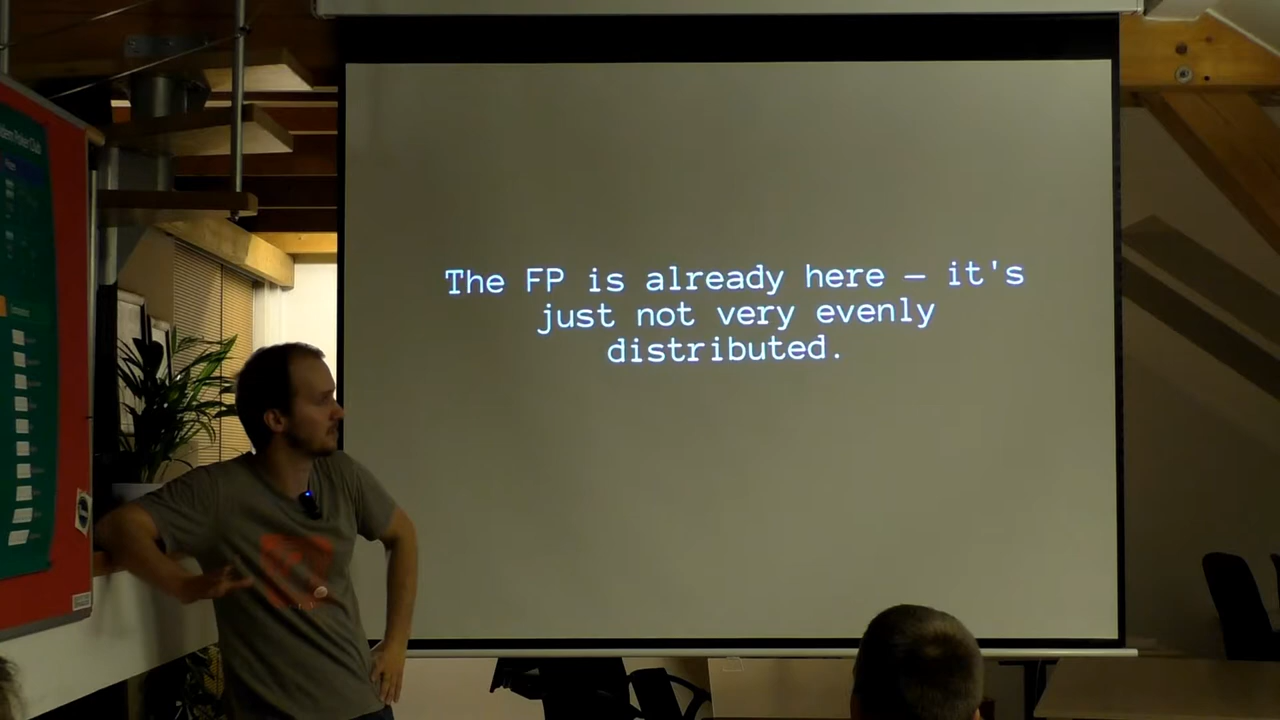 The FP is already here – it's
just not very evenly
distributed.